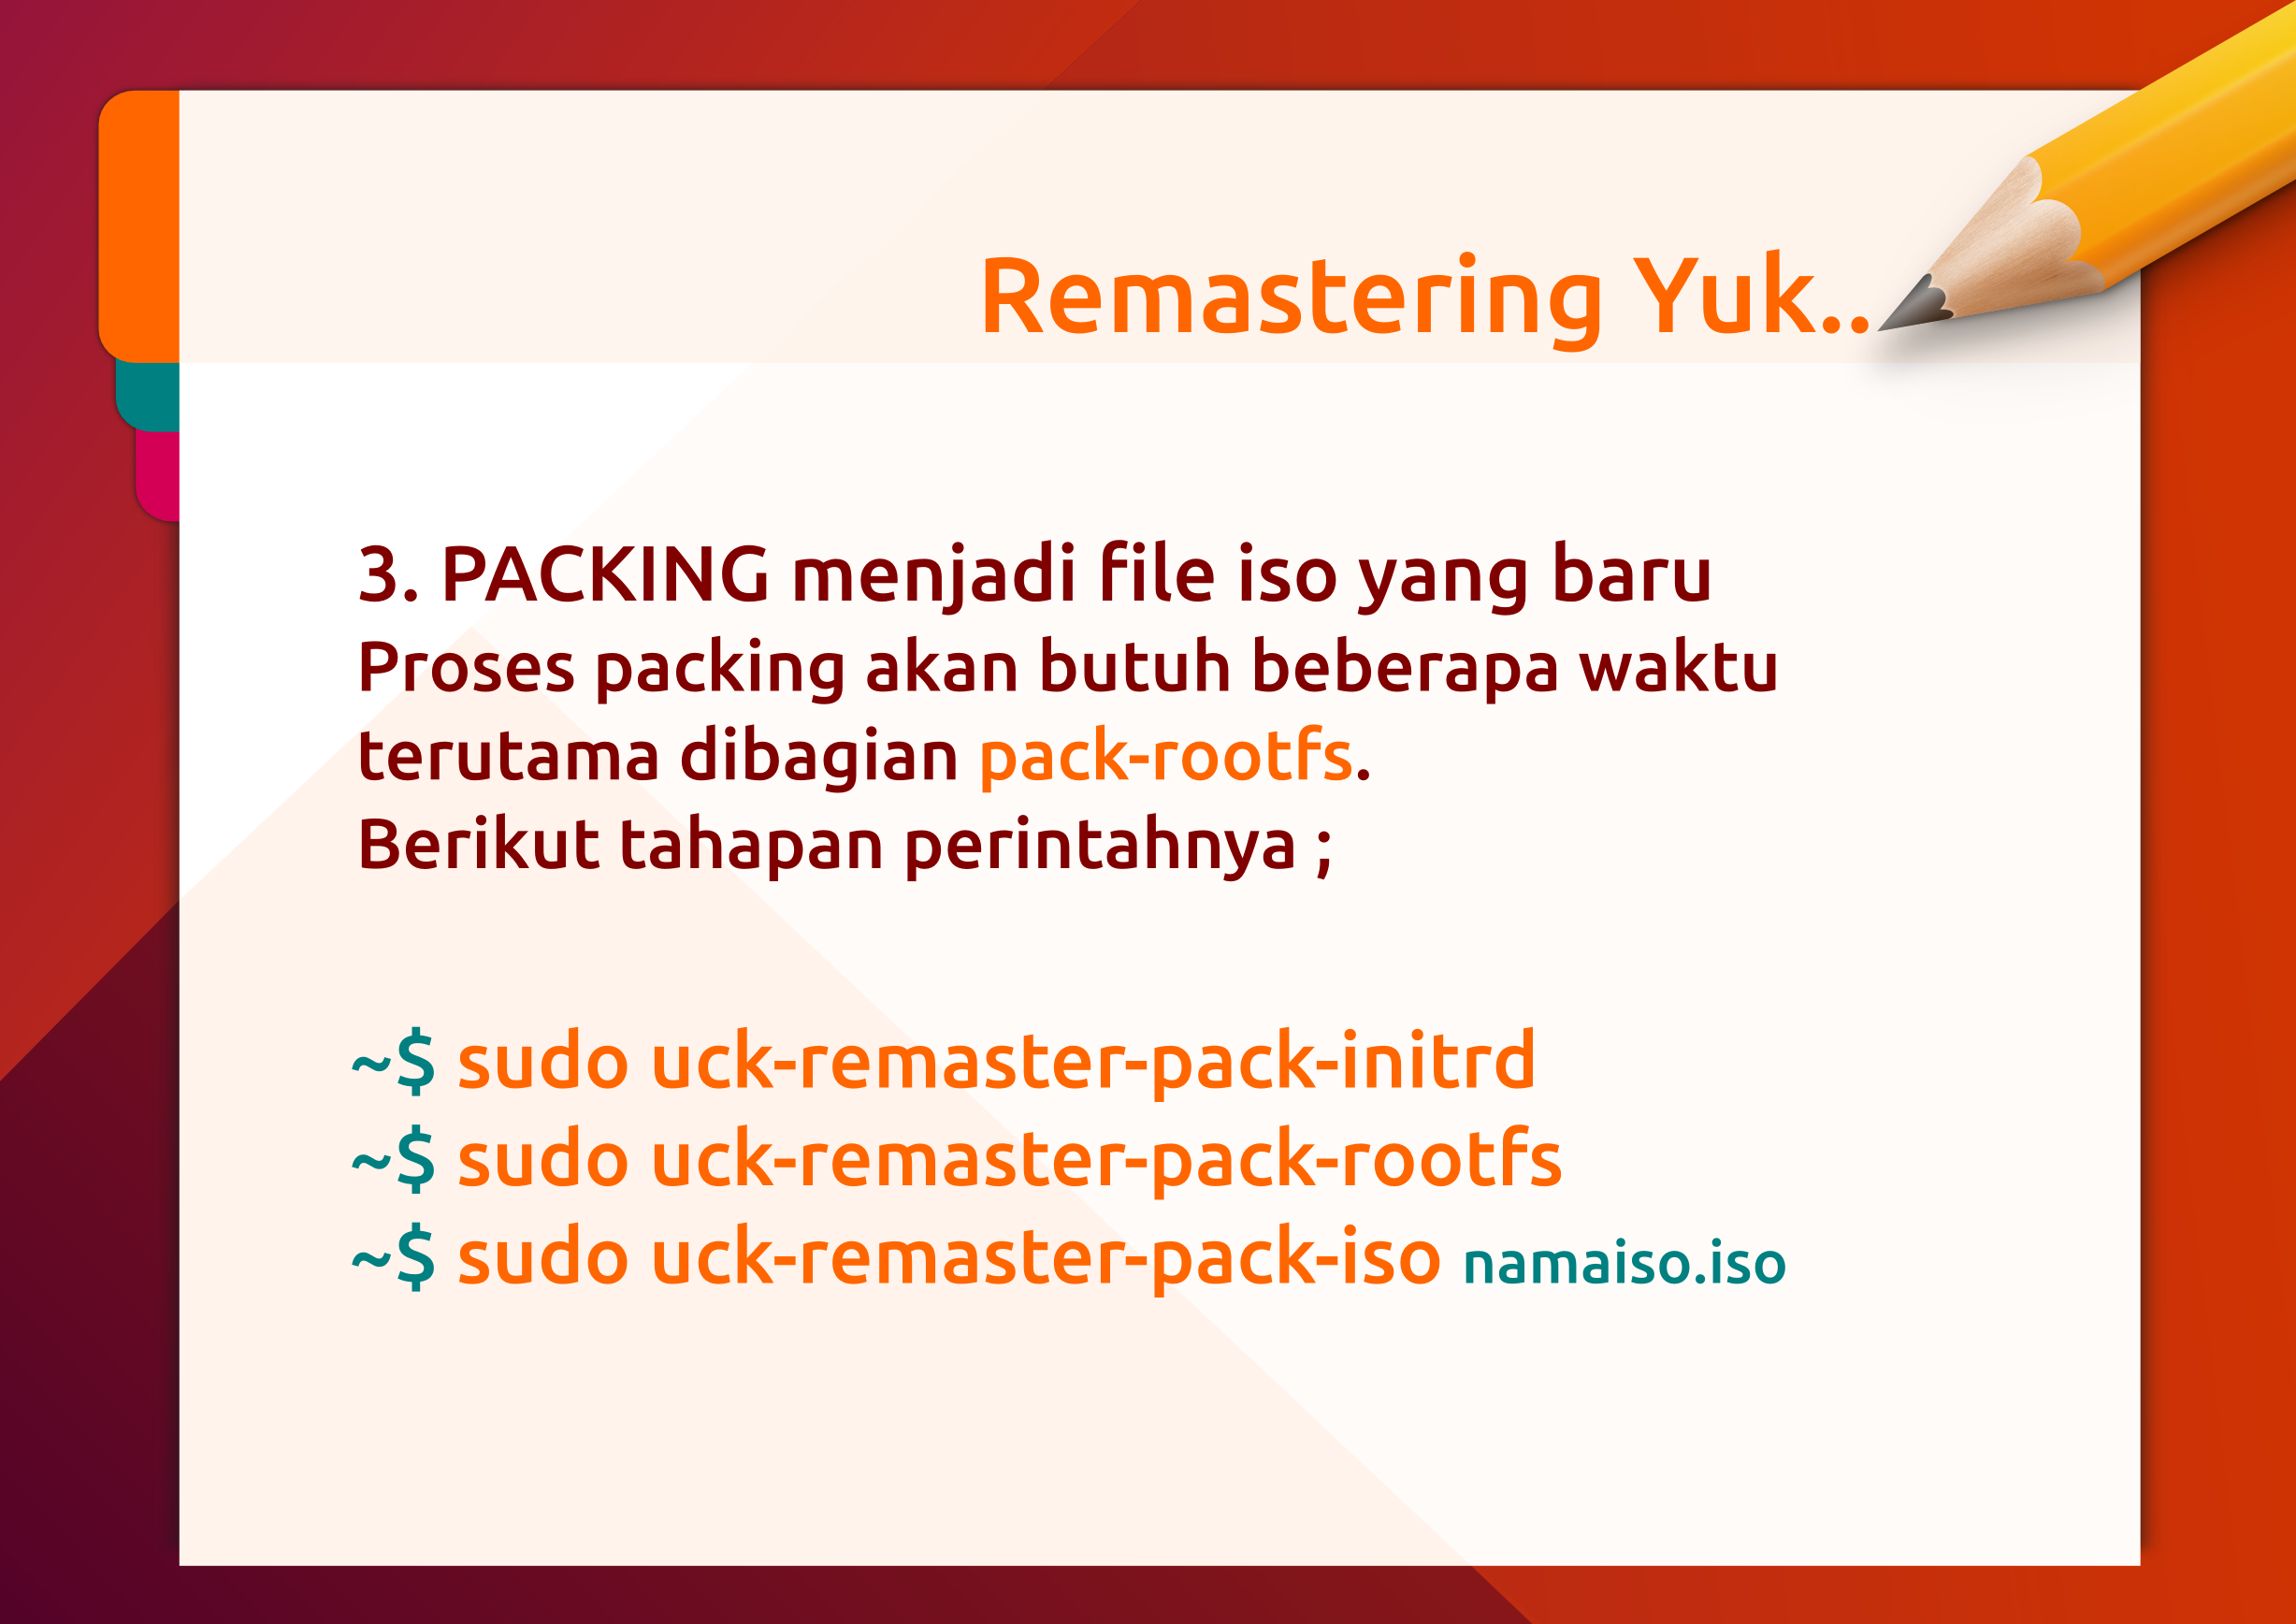 Remastering Yuk..
3. PACKING menjadi file iso yang baru
Proses packing akan butuh beberapa waktu
terutama dibagian pack-rootfs.
Berikut tahapan perintahnya ;
~$ sudo uck-remaster-pack-initrd
~$ sudo uck-remaster-pack-rootfs
~$ sudo uck-remaster-pack-iso namaiso.iso